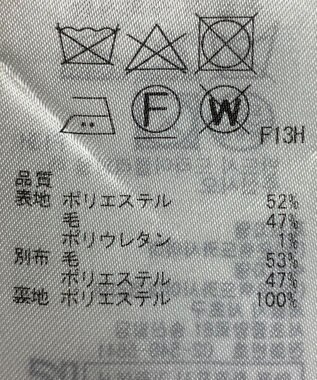 F W
F13H
品質
表地 ポリエステル 52%
毛 47%
ポリウレタン 1%
別布 毛 53%
ポリエステル 47%
裏地 ポリエステル 100%